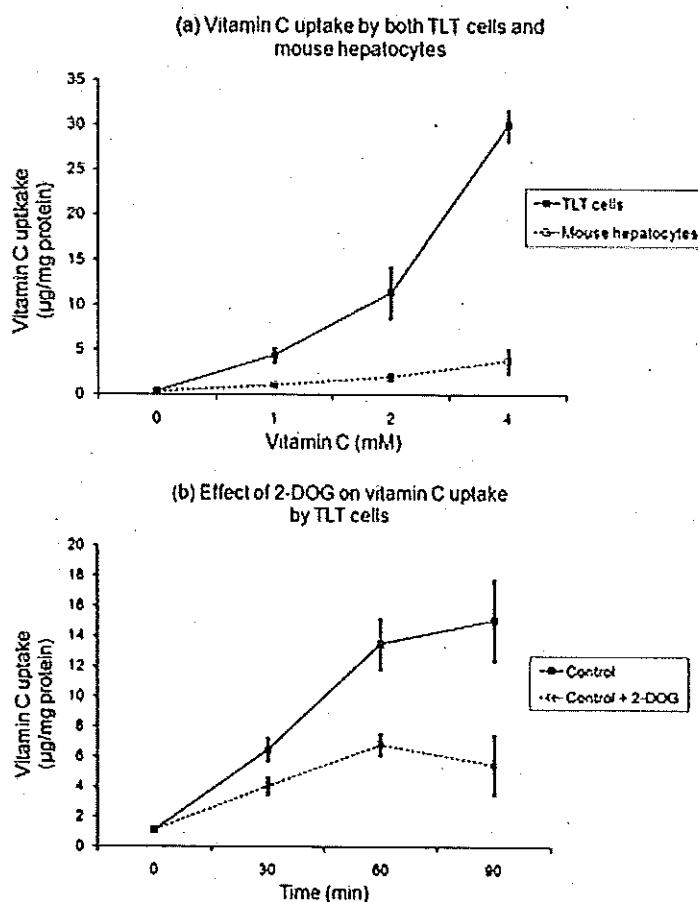 (a) Vitamin C uptake by both TLT cells and
mouse hepatocytes
35
30
25
20
15
10
5
0
Vitamin C uptkake
(µg/mg protein)
0 1 2 4
Vitamin C (mM)
TLT cells
Mouse hepatocytes
(b) Effect of 2-DOG on vitamin C uptake
by TLT cells
20
18
16
14
12
10
8
6
4
2
0
Vitamin C uptake
(µg/mg protein)
0 30 60 90
Time (min)
Control
Control + 2-DOG